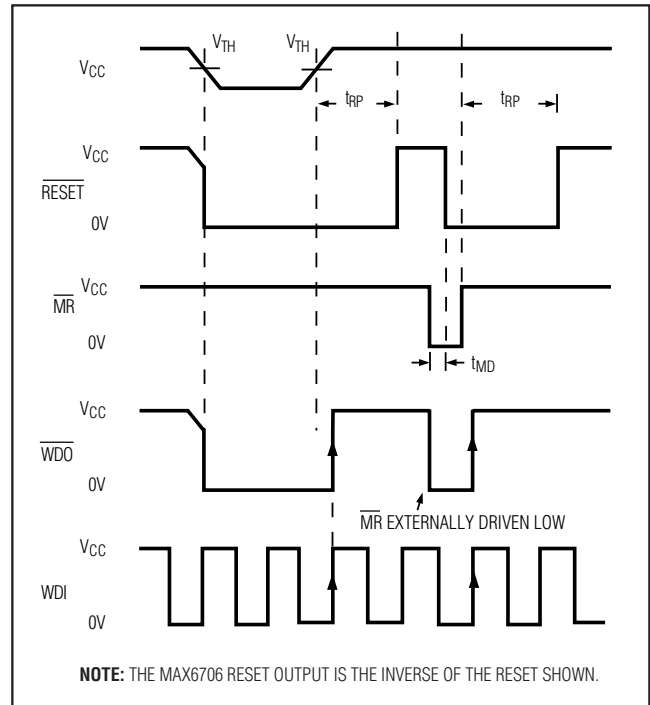 VTH VTH
VCC
tRP tRP
VCC
RESET
0V
VCC
MR
0V
tMD
VCC
WDO
0V
MR EXTERNALLY DRIVEN LOW
VCC
WDI
0V
NOTE: THE MAX6706 RESET OUTPUT IS THE INVERSE OF THE RESET SHOWN.